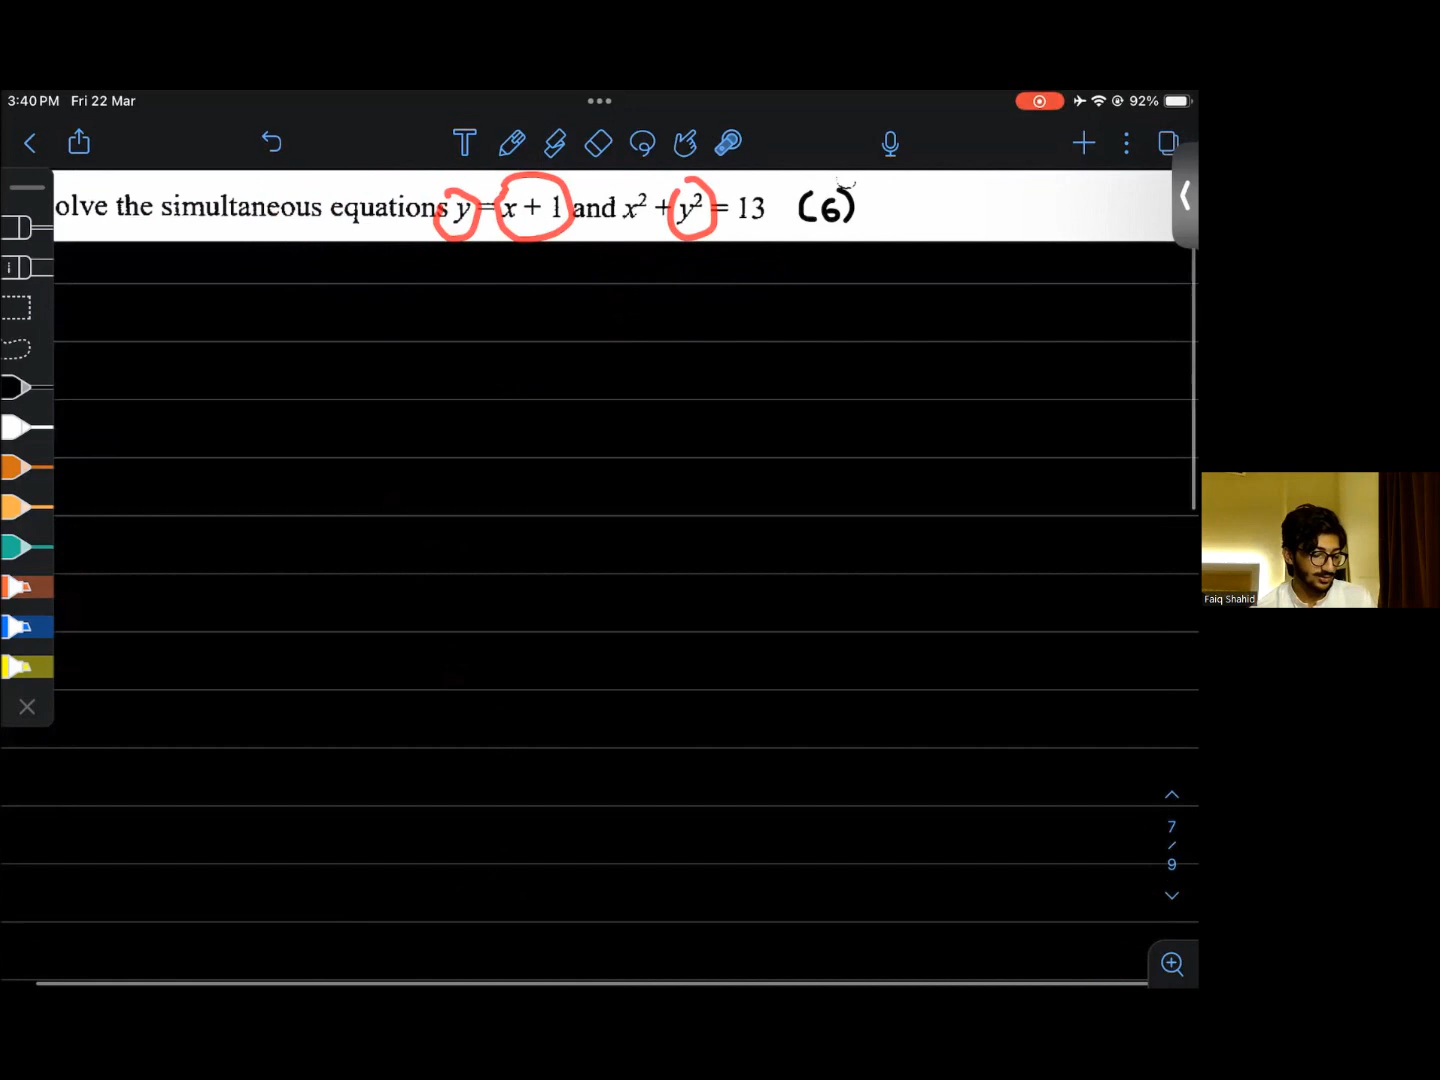 3:40 PM Fri 22 Mar
92%
olve the simultaneous equations y = x + 1 and x² + y² = 13 (6)
Faiq Shahid
7
9